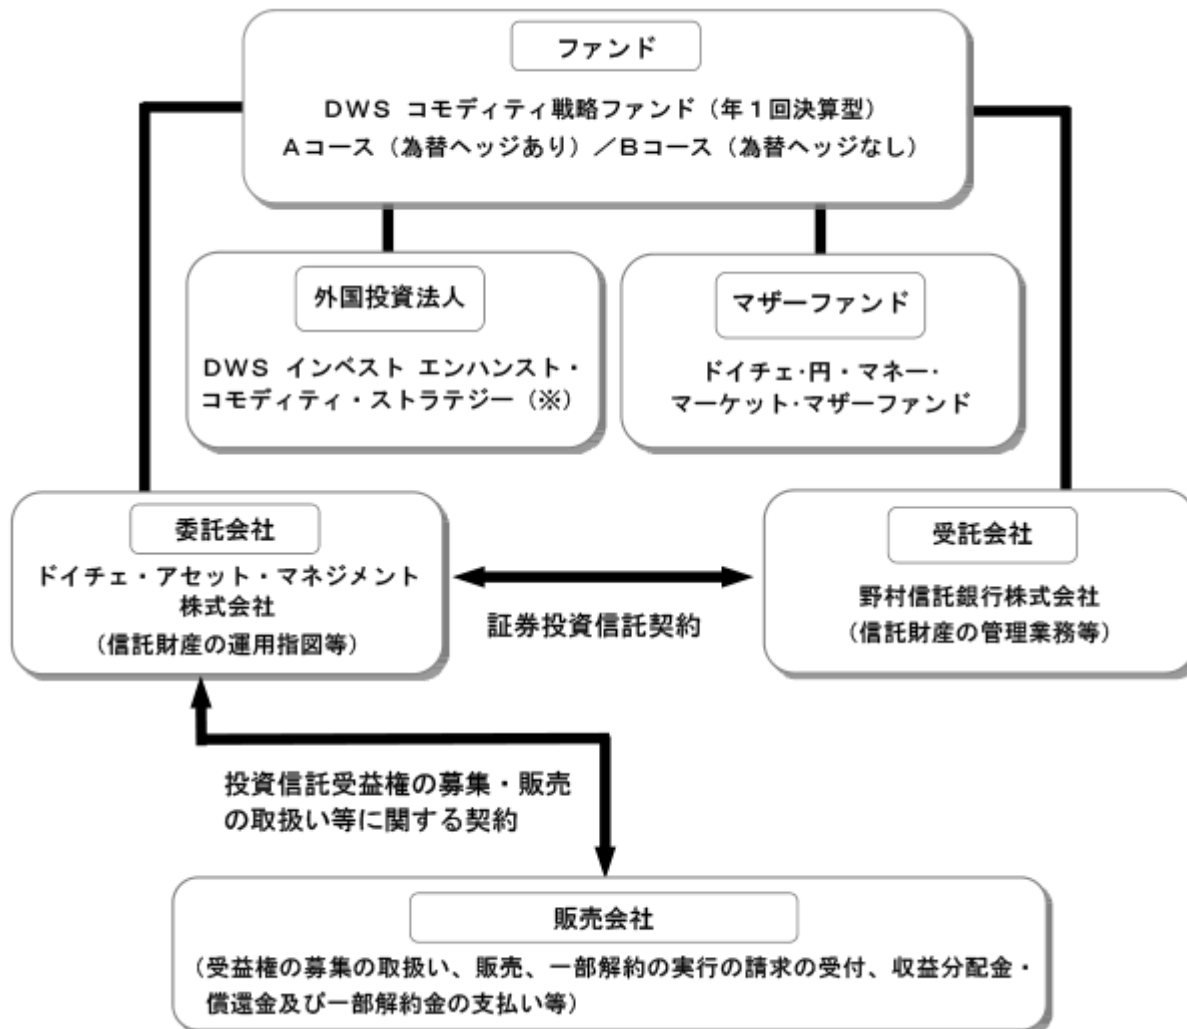 ファンド
DWS コモディティ戦略ファンド（年１回決算型）
Aコース（為替ヘッジあり）／Bコース（為替ヘッジなし）
外国投資法人
DWS インベスト エンハンスト・
コモディティ・ストラテジー（※）
マザーファンド
ドイチェ・円・マネー・
マーケット・マザーファンド
委託会社
ドイチェ・アセット・マネジメント
株式会社
（信託財産の運用指図等）
証券投資信託契約
受託会社
野村信託銀行株式会社
（信託財産の管理業務等）
投資信託受益権の募集・販売
の取扱い等に関する契約
販売会社
（受益権の募集の取扱い、販売、一部解約の実行の請求の受付、収益分配金・
償還金及び一部解約金の支払い等）